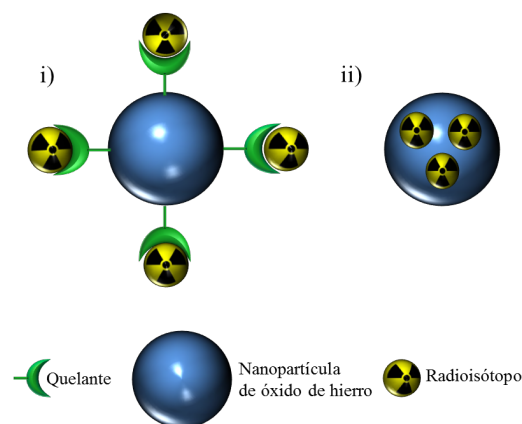 i)
ii)
Quelante
Nanopartícula
de óxido de hierro
Radioisótopo